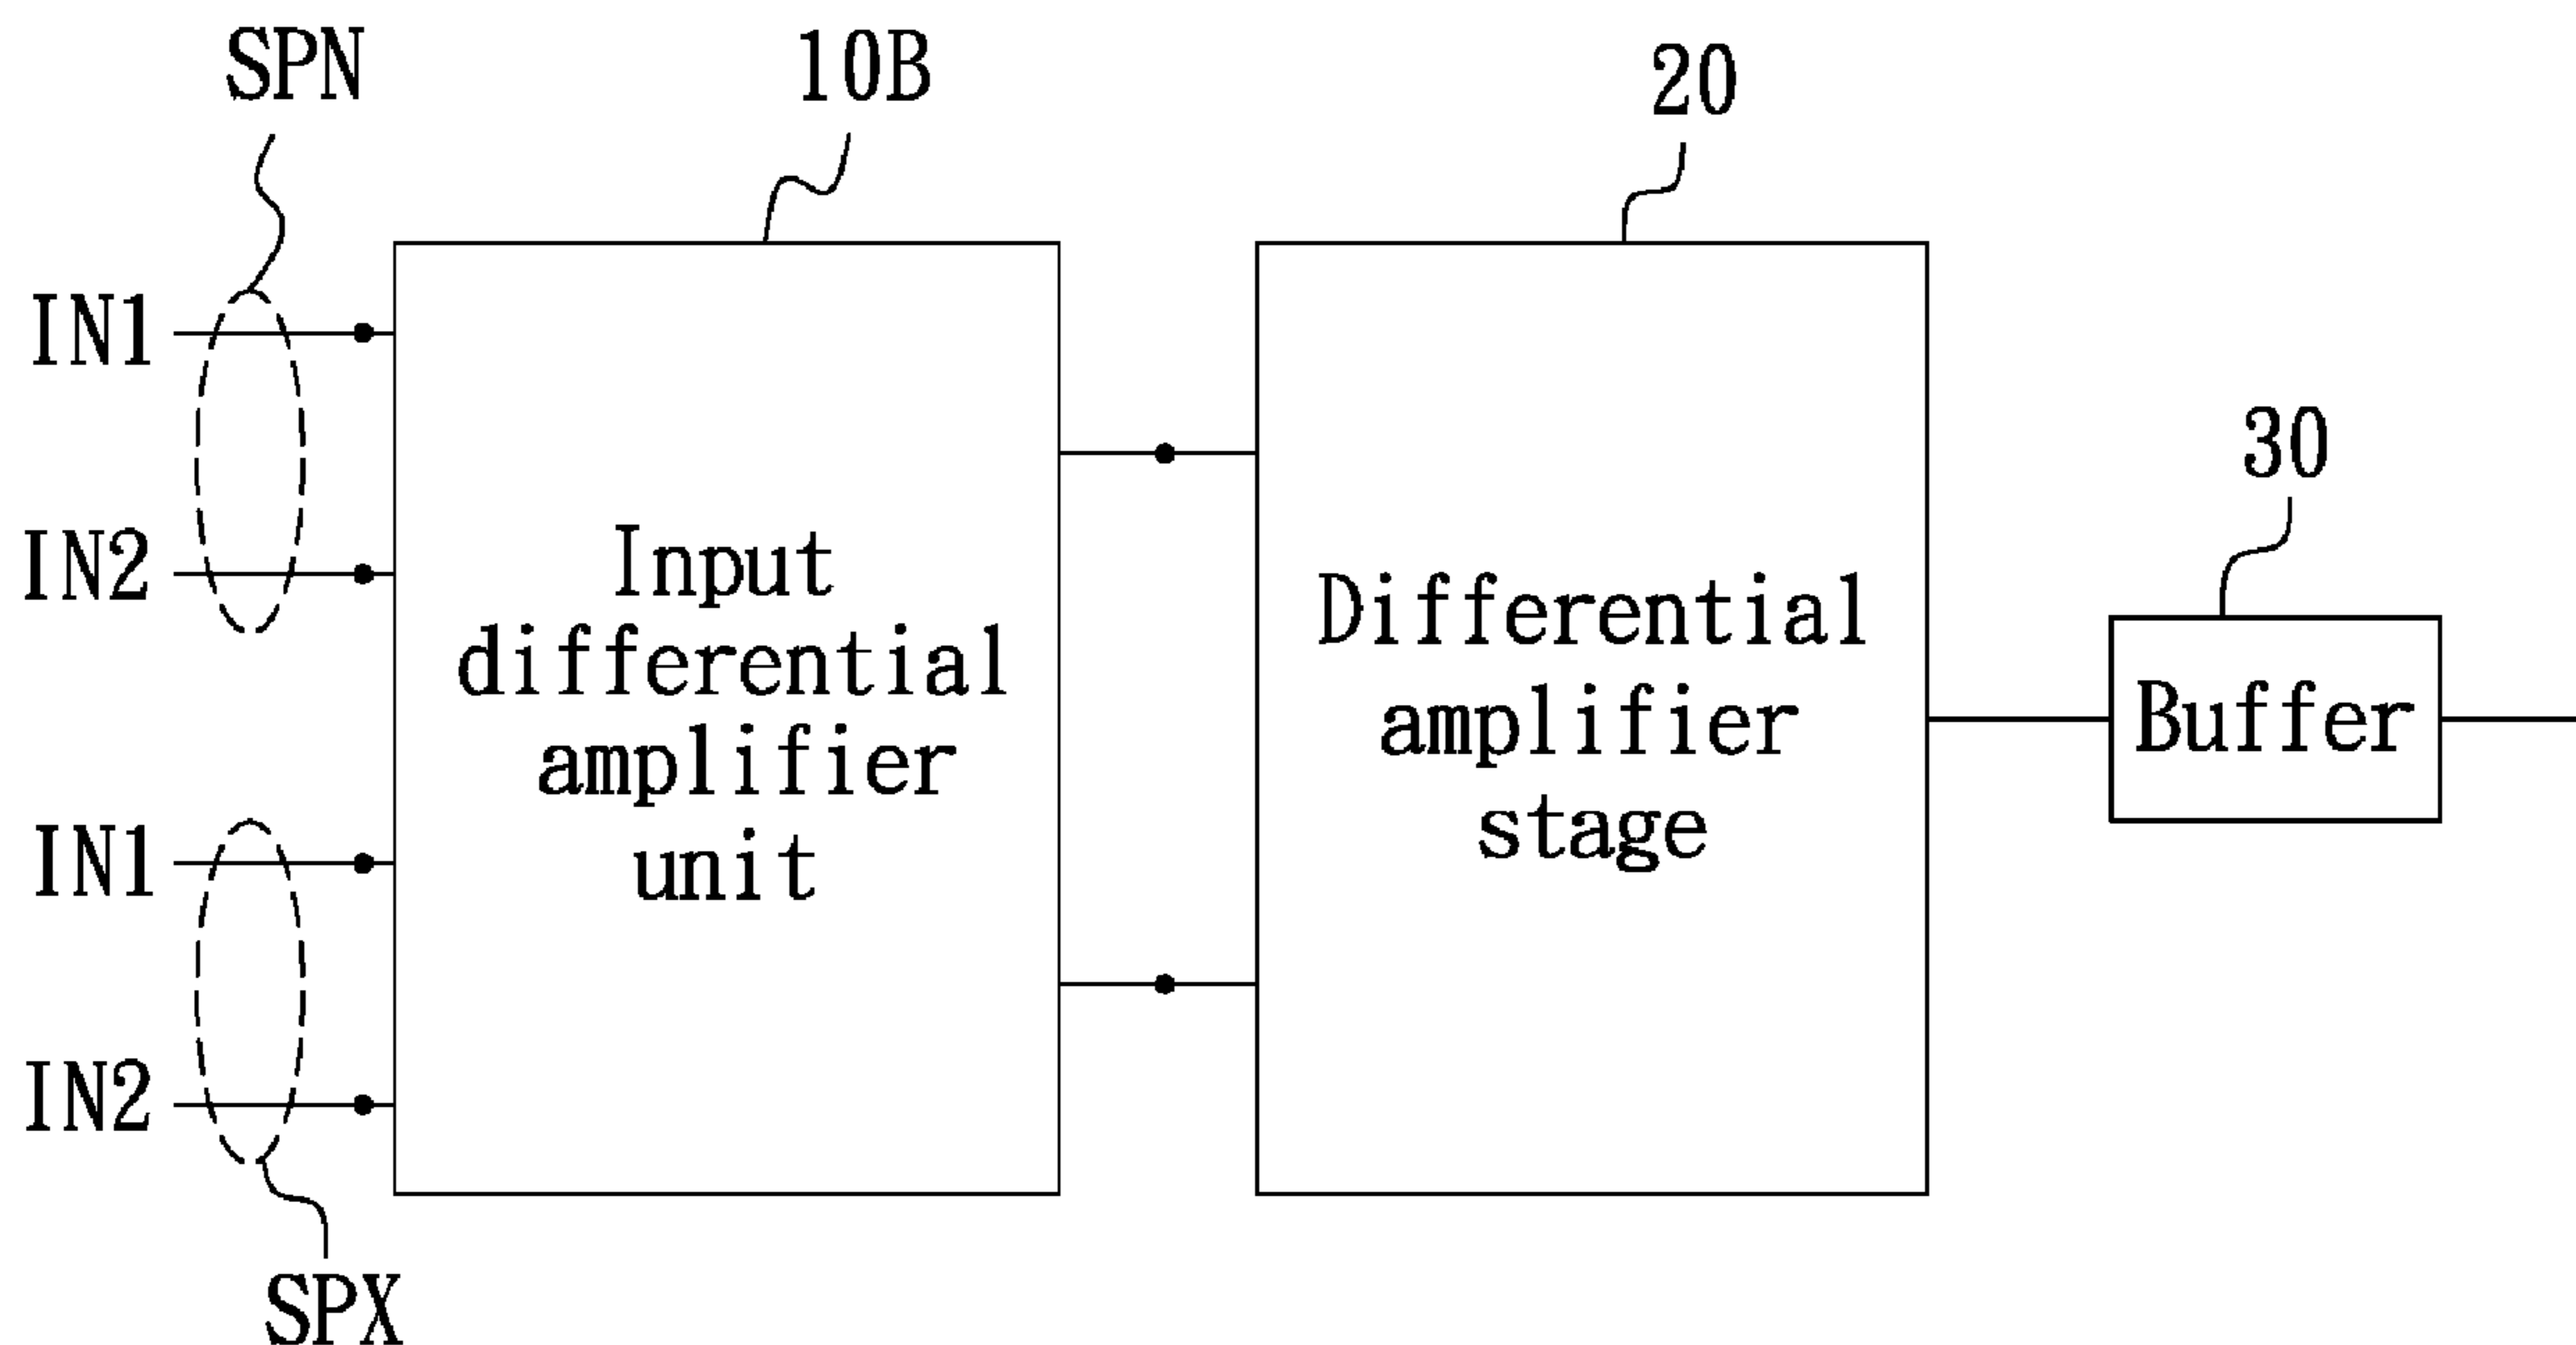 SPN
10B
20
IN1
IN2
Input
differential
amplifier
unit
Differential
amplifier
stage
30
Buffer
IN1
IN2
SPX